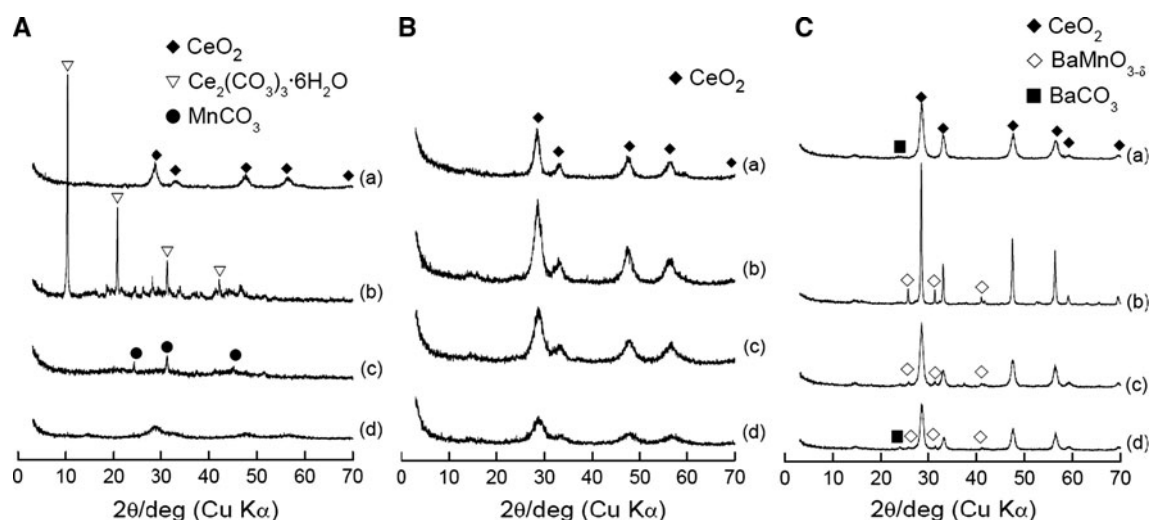 A
◆ CeO₂
▽ Ce₂(CO₃)₃·6H₂O
● MnCO₃
(a)
(b)
(c)
(d)
0 10 20 30 40 50 60 70
2θ/deg (Cu Kα)
B
◆ CeO₂
(a)
(b)
(c)
(d)
0 10 20 30 40 50 60 70
2θ/deg (Cu Kα)
C
◆ CeO₂
◇ BaMnO₃₋δ
■ BaCO₃
(a)
(b)
(c)
(d)
0 10 20 30 40 50 60 70
2θ/deg (Cu Kα)